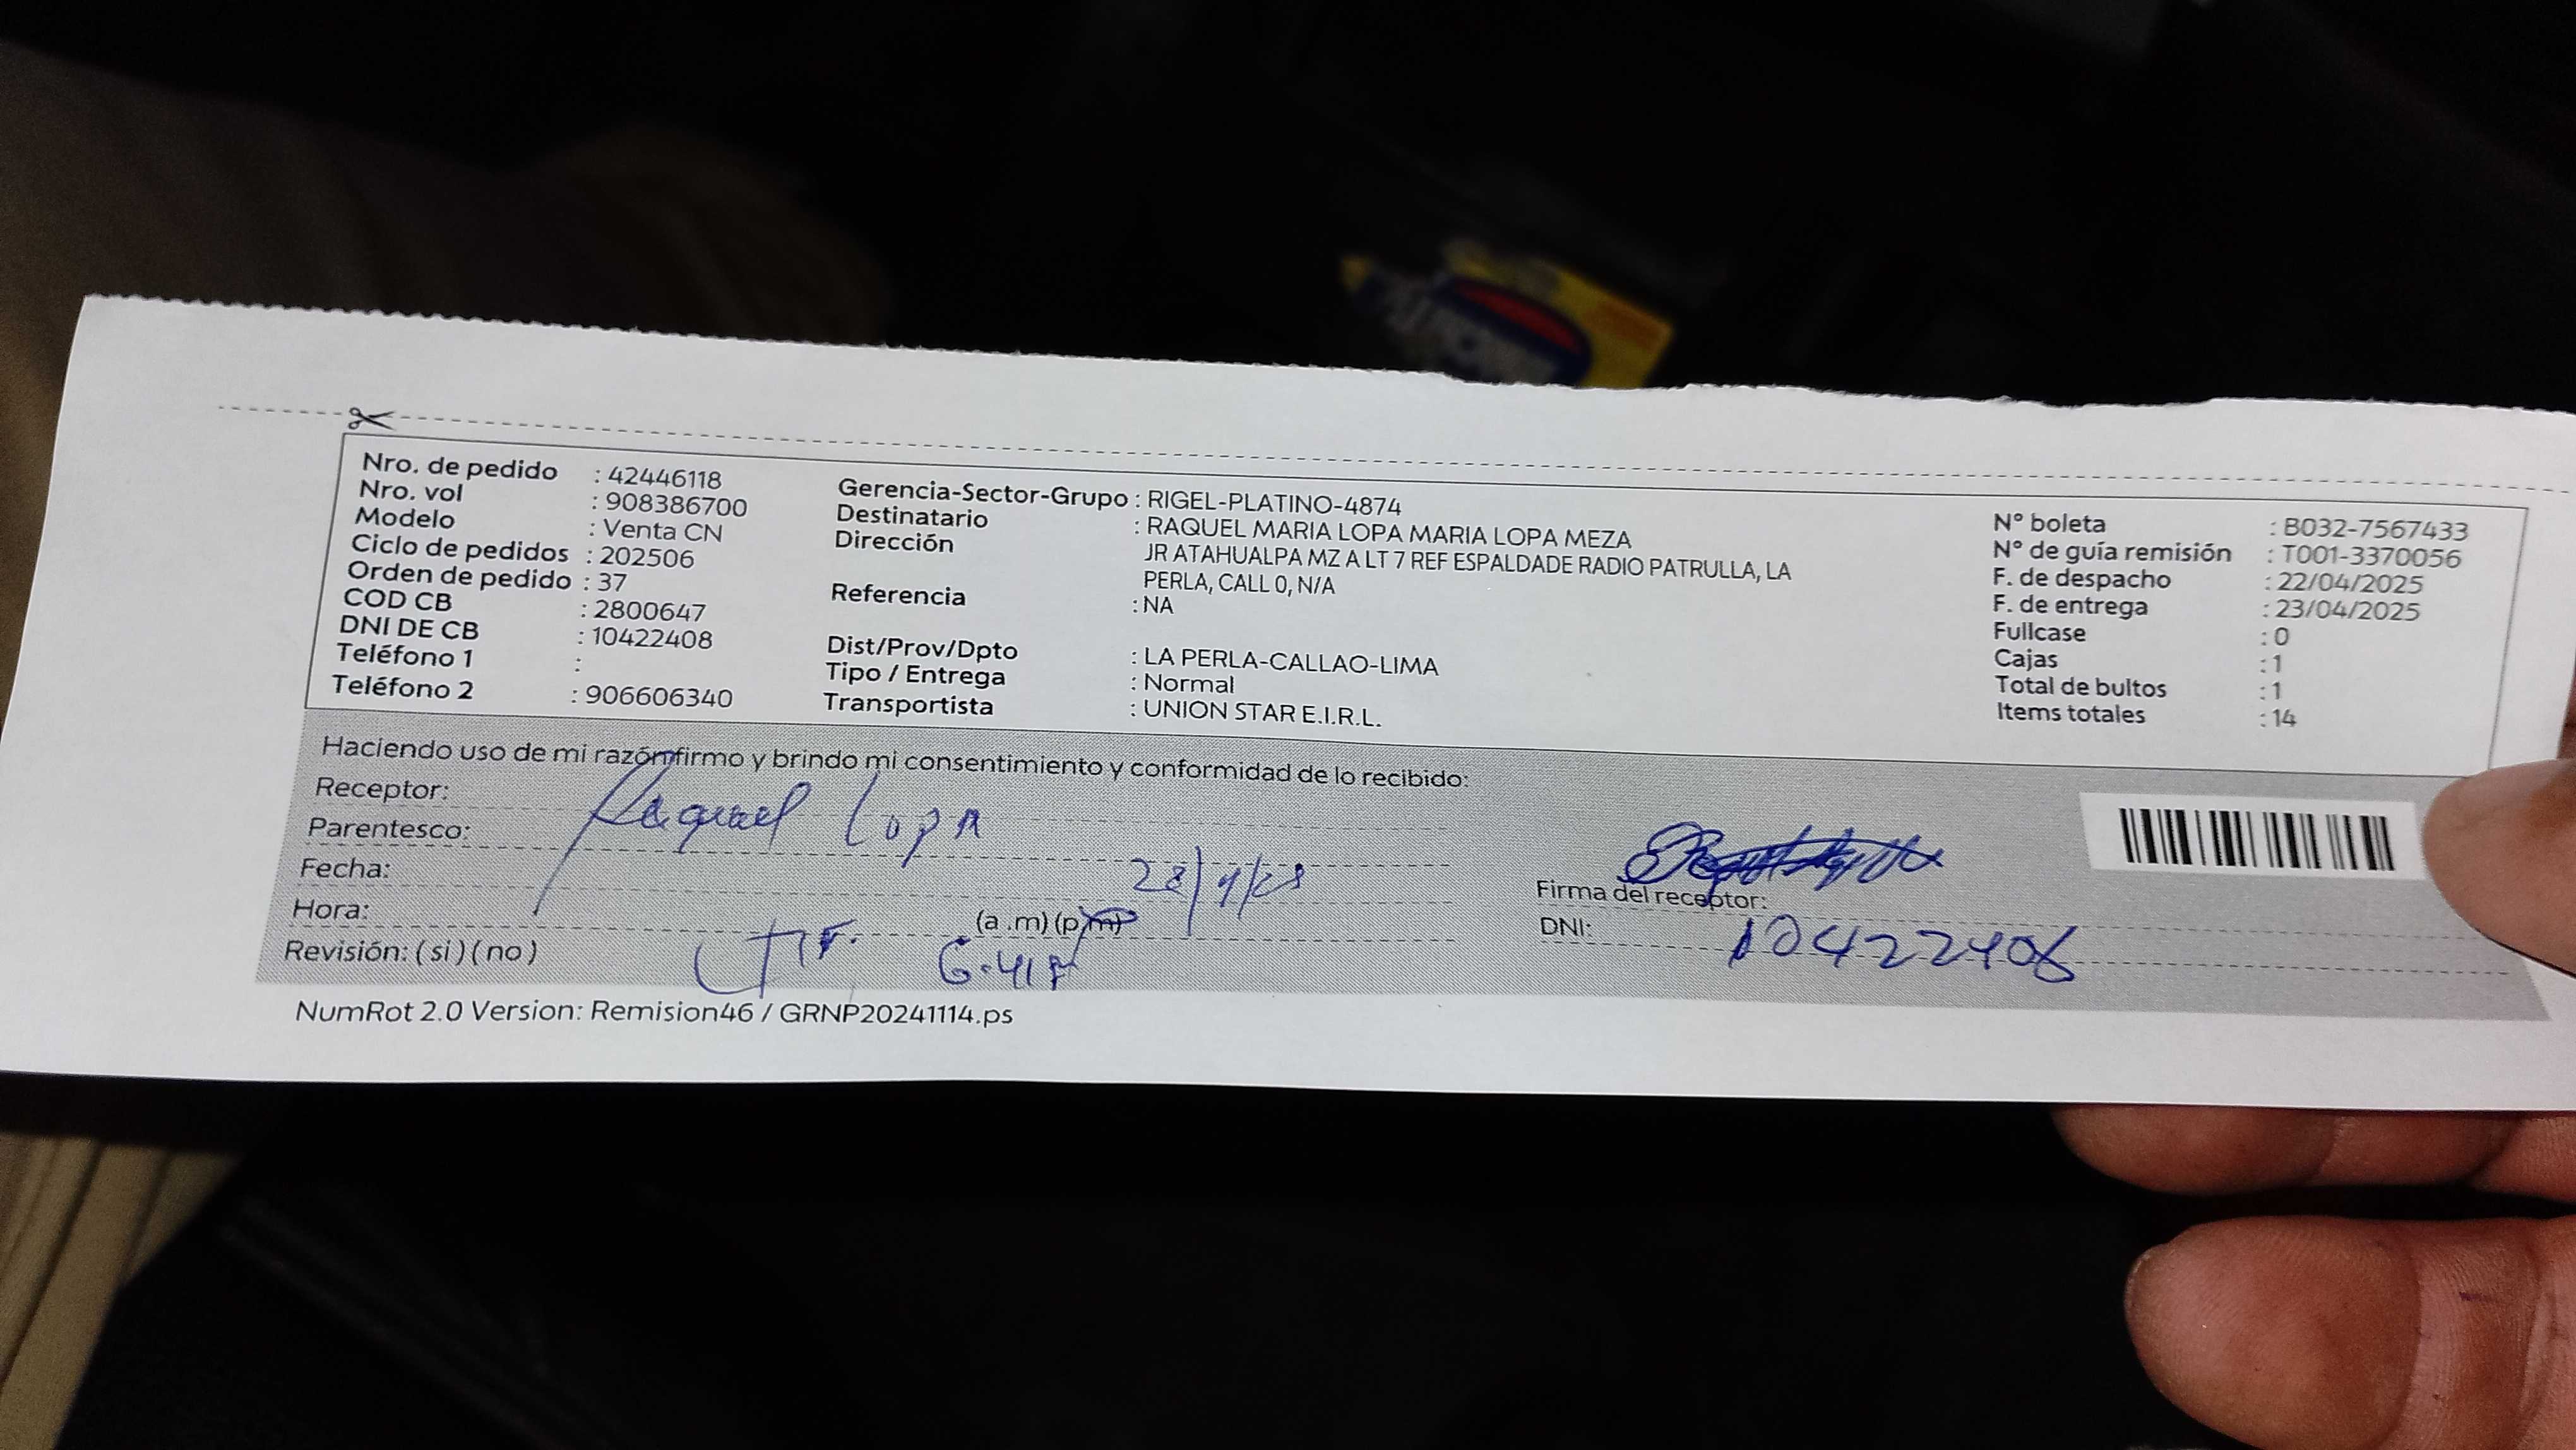 Nro. de pedido : 42446118
Nro. vol : 908386700
Modelo : Venta CN
Ciclo de pedidos : 202506
Orden de pedido : 37
COD CB : 2800647
DNI DE CB : 10422408
Teléfono 1 :
Teléfono 2 : 906606340
Gerencia-Sector-Grupo : RIGEL-PLATINO-4874
Destinatario : RAQUEL MARIA LOPA MARIA LOPA MEZA
Dirección JR ATAHUALPA MZ A LT 7 REF ESPALDADE RADIO PATRULLA, LA
PERLA, CALL 0, N/A
Referencia : NA
Dist/Prov/Dpto : LA PERLA-CALLAO-LIMA
Tipo / Entrega : Normal
Transportista : UNION STAR E.I.R.L.
N° boleta : B032-7567433
N° de guía remisión : T001-3370056
F. de despacho : 22/04/2025
F. de entrega : 23/04/2025
Fullcase : 0
Cajas : 1
Total de bultos : 1
Items totales : 14
Haciendo uso de mi razón firmo y brindo mi consentimiento y conformidad de lo recibido:
Receptor: Raquel Lopa
Parentesco:
Fecha:
Hora: (a .m) (p.m)
Revisión: ( si ) ( no )
Firma del receptor:
DNI: 10422408
NumRot 2.0 Version: Remision46 / GRNP20241114.ps